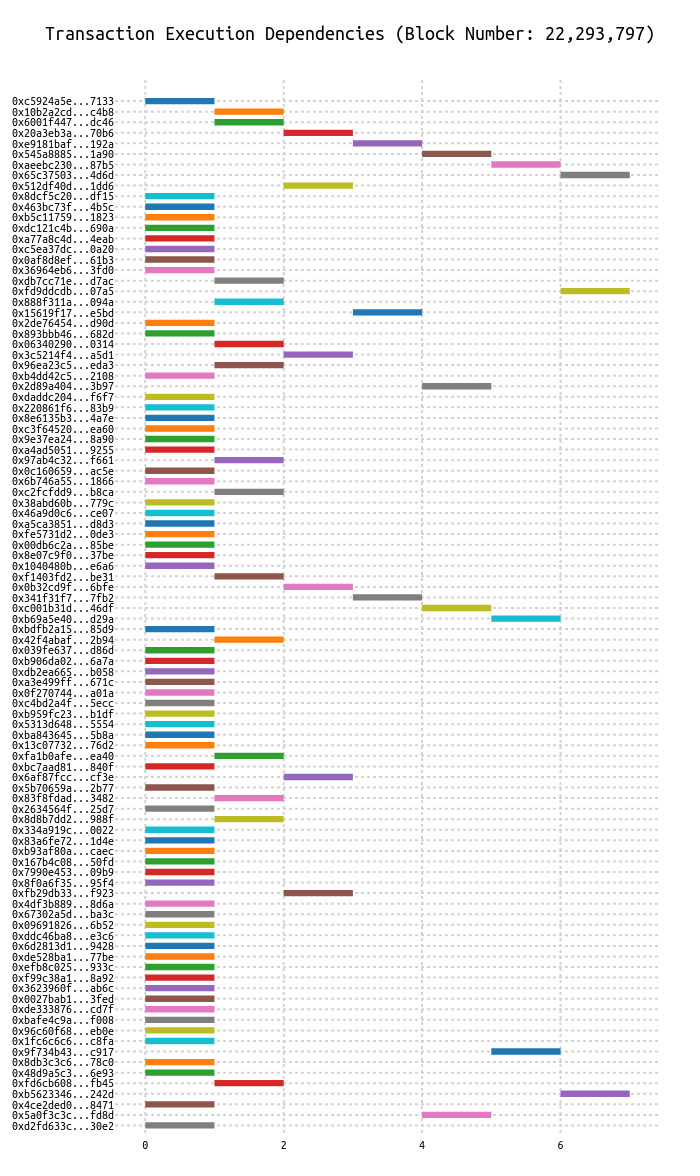 Transaction Execution Dependencies (Block Number: 22,293,797)
0xc5924a5e...7133
0x10b2a2cd...c4b8
0x6001f447...dc46
0x20a3eb3a...70b6
0xe9181baf...192a
0x545a8885...1a90
0xaeebc230...87b5
0x65c37503...4d6d
0x512df40d...1dd6
0x8dcf5c20...df15
0x463bc73f...4b5c
0xb5c11759...1823
0xdc121c4b...690a
0xa77a8c4d...4eab
0xc5ea37dc...0a20
0x0af8d8ef...61b3
0x36964eb6...3fd0
0xdb7cc71e...d7ac
0xfd9ddcdb...07a5
0x888f311a...094a
0x15619f17...e5bd
0x2de76454...d90d
0x893bbb46...682d
0x06340290...0314
0x3c5214f4...a5d1
0x96ea23c5...eda3
0xb4dd42c5...2108
0x2d89a404...3b97
0xdaddc204...f6f7
0x220861f6...83b9
0x8e6135b3...4a7e
0xc3f64520...ea60
0x9e37ea24...8a90
0xa4ad5051...9255
0x97ab4c32...f661
0x0c160659...ac5e
0x6b746a55...1866
0xc2fcfdd9...b8ca
0x38abd60b...779c
0x46a9d0c6...ce07
0xa5ca3851...d8d3
0xfe5731d2...0de3
0x00db6c2a...85be
0x8e07c9f0...37be
0x1040480b...e6a6
0xf1403fd2...be31
0x0b32cd9f...6bfe
0x341f31f7...7fb2
0xc001b31d...46df
0xb69a5e40...d29a
0xbdfb2a15...85d9
0x42f4abaf...2b94
0x039fe637...d86d
0xb906da02...6a7a
0xdb2ea665...b058
0xa3e499ff...671c
0x0f270744...a01a
0xc4bd2a4f...5ecc
0xb959fc23...b1df
0x5313d648...5554
0xba843645...5b8a
0x13c07732...76d2
0xfa1b0afe...ea40
0xbc7aad81...840f
0x6af87fcc...cf3e
0x5b70659a...2b77
0x83f8fdad...3482
0x2634564f...25d7
0x8d8b7dd2...988f
0x334a919c...0022
0x83a6fe72...1d4e
0xb93af80a...caec
0x167b4c08...50fd
0x7990e453...09b9
0x8f0a6f35...95f4
0xfb29db33...f923
0x4df3b889...8d6a
0x67302a5d...ba3c
0x09691826...6b52
0xddc46ba8...e3c6
0x6d2813d1...9428
0xde528ba1...77be
0xefb8c025...933c
0xf99c38a1...8a92
0x3623960f...ab6c
0x0027bab1...3fed
0xde333876...cd7f
0xbafe4c9a...f008
0x96c60f68...eb0e
0x1fc6c6c6...c8fa
0x9f734b43...c917
0x8db3c3c6...78c0
0x48d9a5c3...6e93
0xfd6cb608...fb45
0xb5623346...242d
0x4ce2ded0...8471
0x5a0f3c3c...fd8d
0xd2fd633c...30e2
0 2 4 6